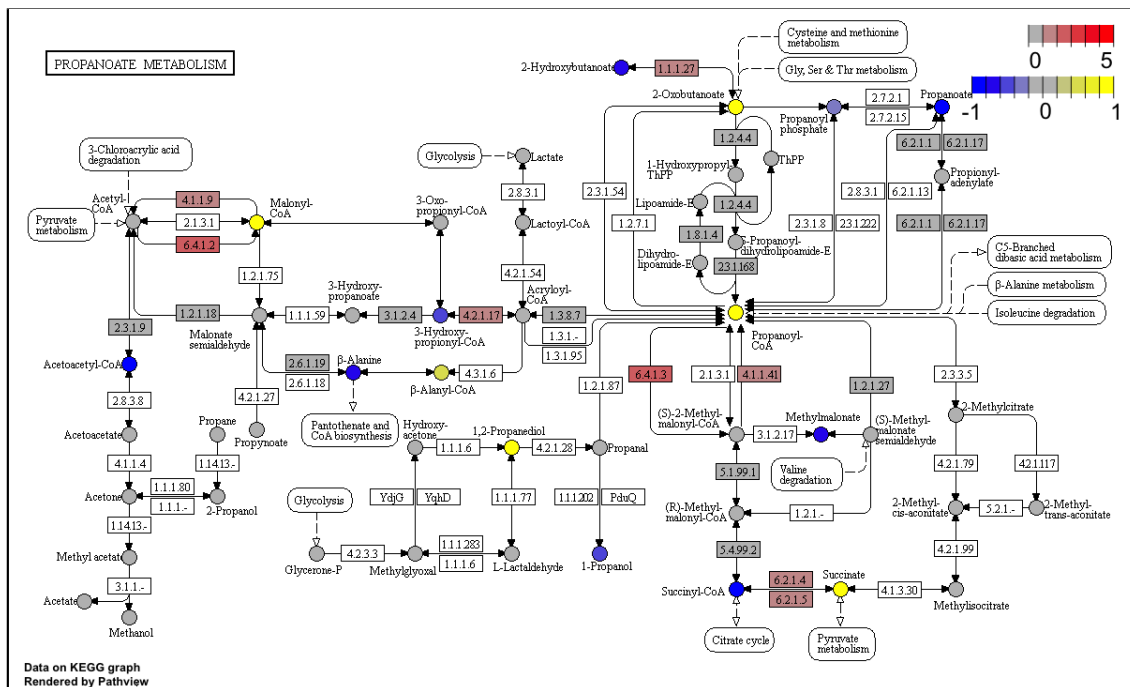 PROPANOATE METABOLISM
0
5
-1
0
1
Cysteine and methionine
metabolism
Gly, Ser & Thr metabolism
2-Hydroxybutanoate
1.1.1.27
2-Oxobutanoate
Propanoyl
phosphate
2.7.2.1
2.7.2.15
Propanoate
1.2.4.4
6.2.1.1
6.2.1.17
3-Chloroacrylic acid
degradation
Glycolysis
Lactate
1-Hydroxypropyl-
ThPP
ThPP
Propionyl-
adenylate
Acetyl-
CoA
4.1.1.9
Malonyl-
CoA
2.8.3.1
2.3.1.54
2.8.3.1
6.2.1.13
Pyruvate
metabolism
2.1.3.1
3-Oxo-
propionyl-CoA
Lactoyl-CoA
Lipoamide-E
1.2.4.4
1.2.7.1
2.3.1.8
2.3.1.222
6.2.1.1
6.2.1.17
6.4.1.2
1.8.1.4
S-Propanoyl-
dihydrolipoamide-E
C5-Branched
dibasic acid metabolism
1.2.1.75
4.2.1.54
Dihydro-
lipoamide-E
2.3.1.168
β-Alanine metabolism
3-Hydroxy-
propanoate
Acryloyl-
CoA
Isoleucine degradation
2.3.1.9
1.2.1.18
Malonate
semialdehyde
1.1.1.59
3.1.2.4
3-Hydroxy-
propionyl-CoA
4.2.1.17
1.3.8.7
1.3.1.-
1.3.1.95
Propanoyl-
CoA
Acetoacetyl-CoA
2.6.1.19
2.6.1.18
β-Alanine
β-Alanyl-CoA
4.3.1.6
1.2.1.87
6.4.1.3
2.1.3.1
4.1.1.41
1.2.1.27
2.3.3.5
2.8.3.8
4.2.1.27
Pantothenate and
CoA biosynthesis
Acetoacetate
Propane
Propynoate
Hydroxy-
acetone
1,2-Propanediol
1.1.1.6
4.2.1.28
Propanal
(S)-2-Methyl-
malonyl-CoA
3.1.2.17
Methylmalonate
(S)-Methyl-
malonate
semialdehyde
2-Methylcitrate
4.1.1.4
1.14.13.-
5.1.99.1
Valine
degradation
4.2.1.79
4.2.1.117
Acetone
1.1.1.80
1.1.1.-
2-Propanol
Glycolysis
YdjG
YqhD
1.1.1.77
1.1.1.202
PduQ
(R)-Methyl-
malonyl-CoA
1.2.1.-
2-Methyl-
cis-aconitate
5.2.1.-
2-Methyl-
trans-aconitate
1.14.13.-
Methyl acetate
Glycerone-P
4.2.3.3
Methylglyoxal
1.1.1.283
1.1.1.6
L-Lactaldehyde
1-Propanol
5.4.99.2
4.2.1.99
3.1.1.-
Acetate
Methanol
Succinyl-CoA
6.2.1.4
6.2.1.5
Succinate
4.1.3.30
Methylisocitrate
Citrate cycle
Pyruvate
metabolism
Data on KEGG graph
Rendered by Pathview